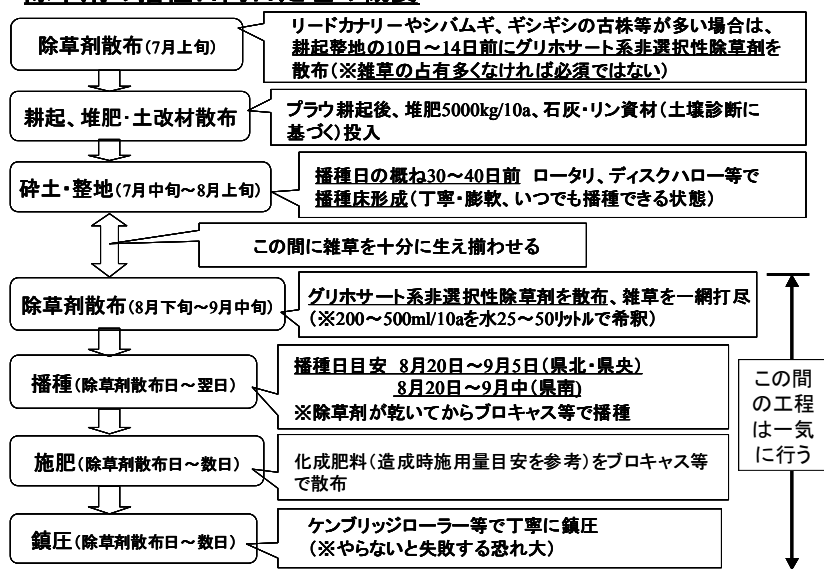 除草剤散布(7月上旬)
リードカナリーやシバムギ、ギシギシの古株等が多い場合は、
耕起整地の10日～14日前にグリホサート系非選択性除草剤を
散布(※雑草の占有多くなければ必須ではない)
耕起、堆肥・土改材散布
プラウ耕起後、堆肥5000kg/10a、石灰・リン資材(土壌診断に
基づく)投入
砕土・整地(7月中旬～8月上旬)
播種日の概ね30～40日前 ロータリ、ディスクハロー等で
播種床形成(丁寧・膨軟、いつでも播種できる状態)
この間に雑草を十分に生え揃わせる
除草剤散布(8月下旬～9月中旬)
グリホサート系非選択性除草剤を散布、雑草を一網打尽
(※200～500ml/10aを水25～50リットルで希釈)
播種(除草剤散布日～翌日)
播種日目安 8月20日～9月5日(県北・県央)
8月20日～9月中(県南)
※除草剤が乾いてからブロキャス等で播種
施肥(除草剤散布日～数日)
化成肥料(造成時施用量目安を参考)をブロキャス等
で散布
鎮圧(除草剤散布日～数日)
ケンブリッジローラー等で丁寧に鎮圧
(※やらないと失敗する恐れ大)
この間
の工程
は一気
に行う